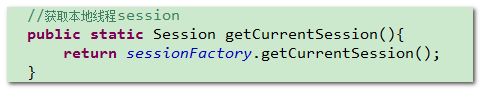 //获取本地线程session
public static Session getCurrentSession(){
    return sessionFactory.getCurrentSession();
}